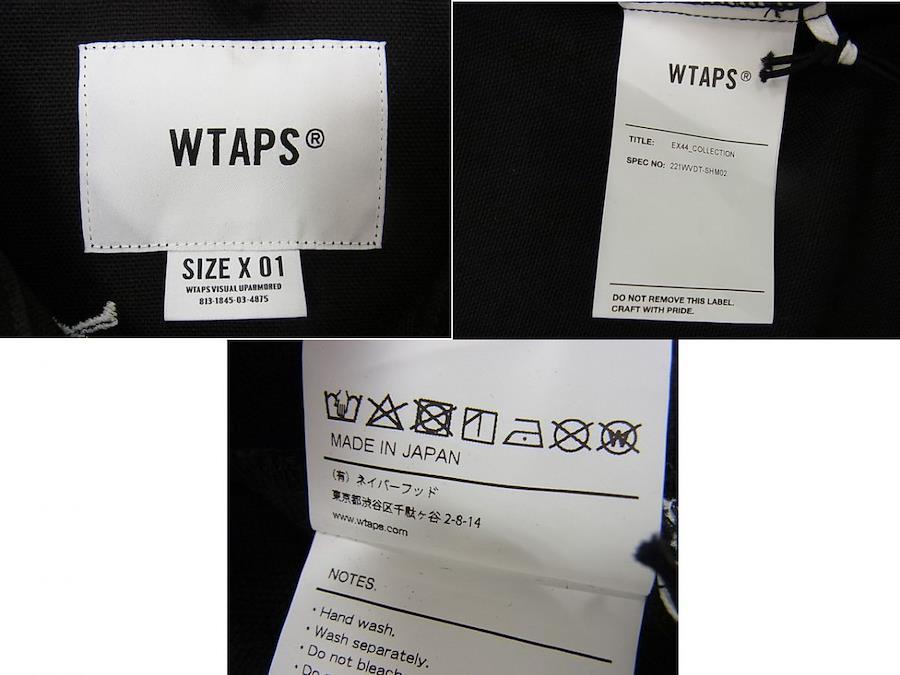 WTAPS®
SIZE X 01
WTAPS VISUAL UPARMORED
813-1845-03-4875
WTAPS®
TITLE: EX44_COLLECTION
SPEC NO: 221WVDT-SHM02
DO NOT REMOVE THIS LABEL.
CRAFT WITH PRIDE.
MADE IN JAPAN
(有) ネイバーフッド
東京都渋谷区千駄ヶ谷 2-8-14
www.wtaps.com
NOTES
・Hand wash.
・Wash separately.
・Do not bleach